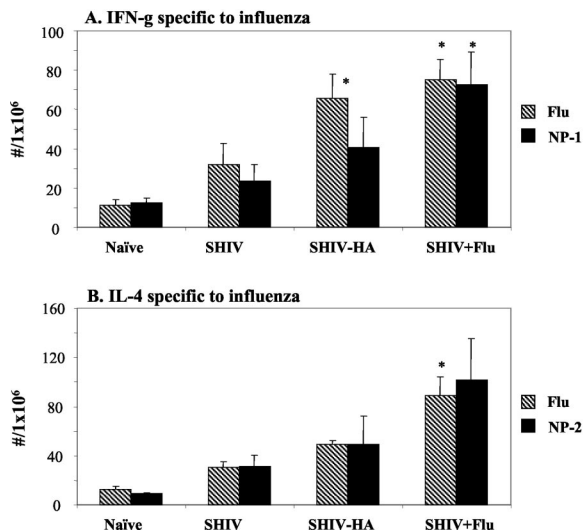 A. IFN-g specific to influenza
100
80
60
40
20
0
#/1x10⁶
* * *
Flu
NP-1
Naïve SHIV SHIV-HA SHIV+Flu
B. IL-4 specific to influenza
160
120
80
40
0
#/1x10⁶
*
Flu
NP-2
Naïve SHIV SHIV-HA SHIV+Flu